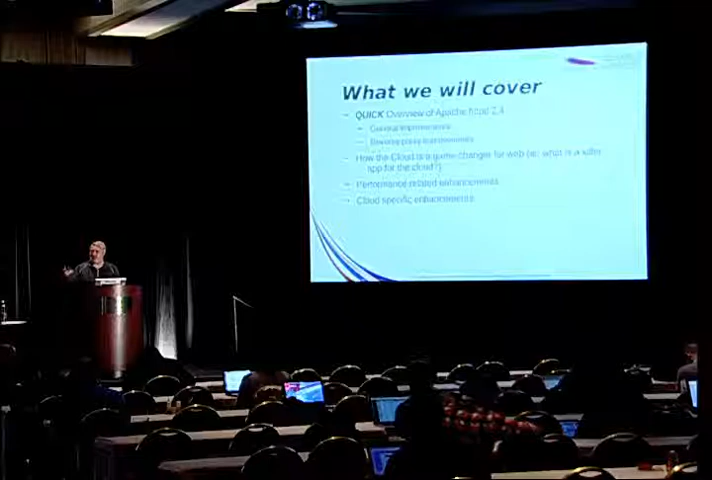 What we will cover
– QUICK Overview of Apache httpd 2.4
– General improvements
– Reverse proxy improvements
– How the Cloud is a game-changer for web (or: what is a killer
app for the cloud?)
– Performance related enhancements
– Cloud specific enhancements